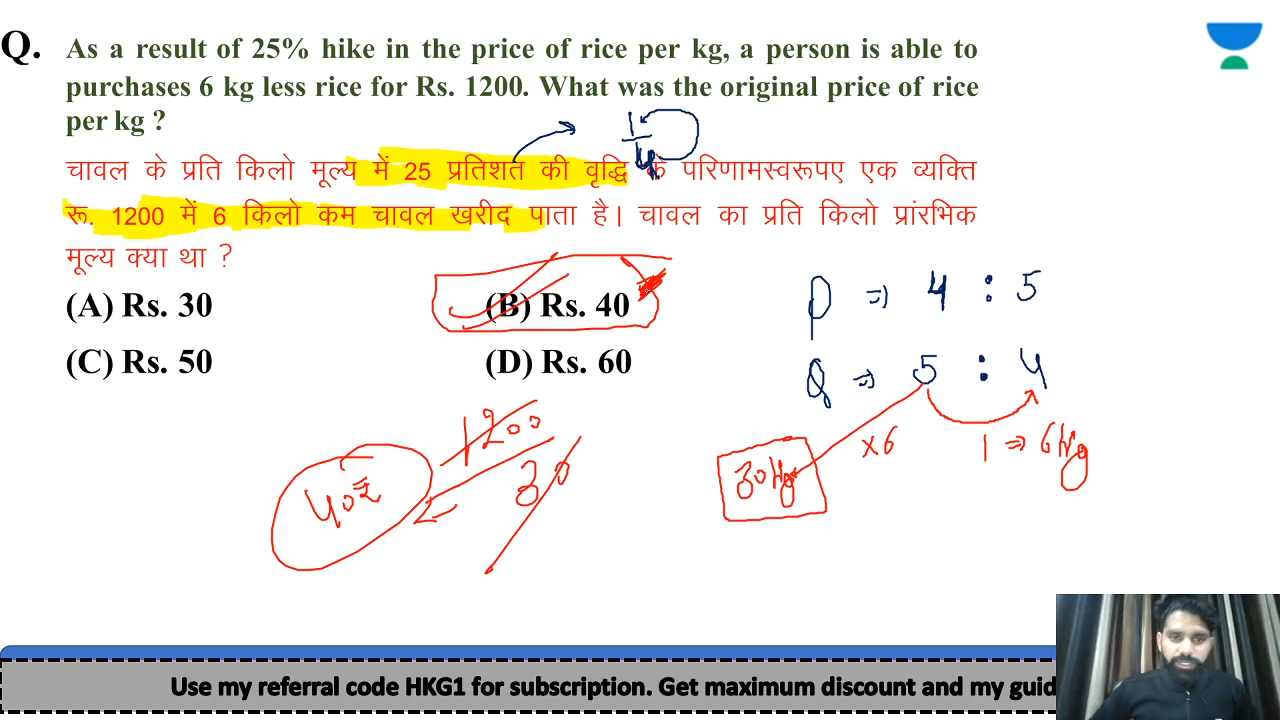 Q. As a result of 25% hike in the price of rice per kg, a person is able to
purchases 6 kg less rice for Rs. 1200. What was the original price of rice
per kg ?
चावल के प्रति किलो मूल्य में 25 प्रतिशत की वृद्धि के परिणामस्वरूपए एक व्यक्ति
रू. 1200 में 6 किलो कम चावल खरीद पाता है। चावल का प्रति किलो प्रांरभिक
मूल्य क्या था ?
1/4
(A) Rs. 30 (B) Rs. 40
(C) Rs. 50 (D) Rs. 60
P ⇒ 4 : 5
Q ⇒ 5 : 4
×6 1 ⇒ 6 Kg
30 Kg
1200
30
40₹
Use my referral code HKG1 for subscription. Get maximum discount and my guid